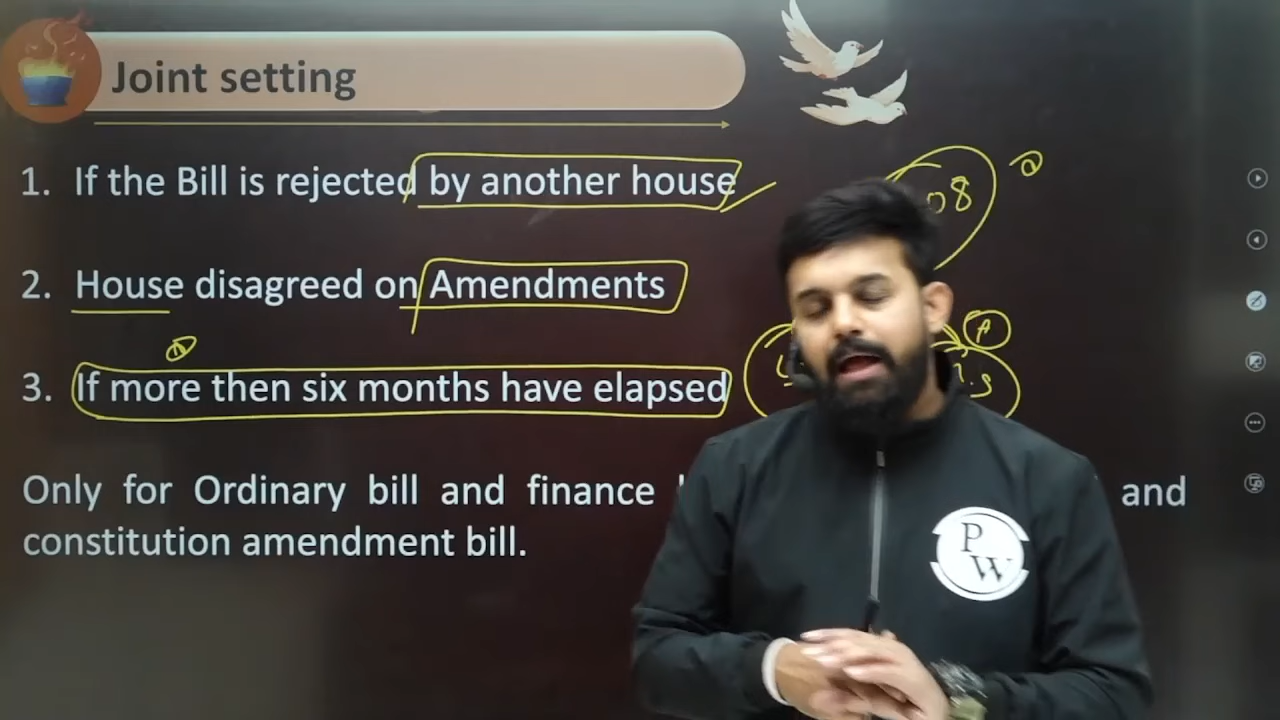 Joint setting
1. If the Bill is rejected by another house
08
2. House disagreed on Amendments
3. If more then six months have elapsed
Only for Ordinary bill and finance
and
constitution amendment bill.
P
W